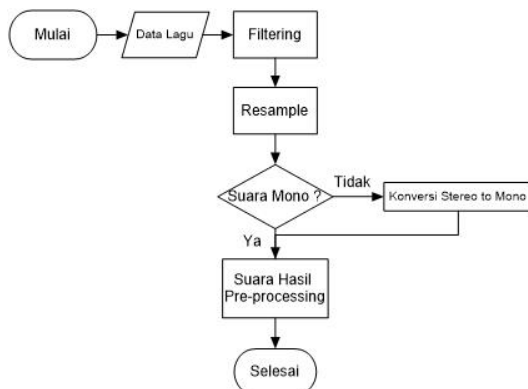 Mulai
Data Lagu
Filtering
Resample
Suara Mono ?
Tidak
Konversi Stereo to Mono
Ya
Suara Hasil
Pre-processing
Selesai